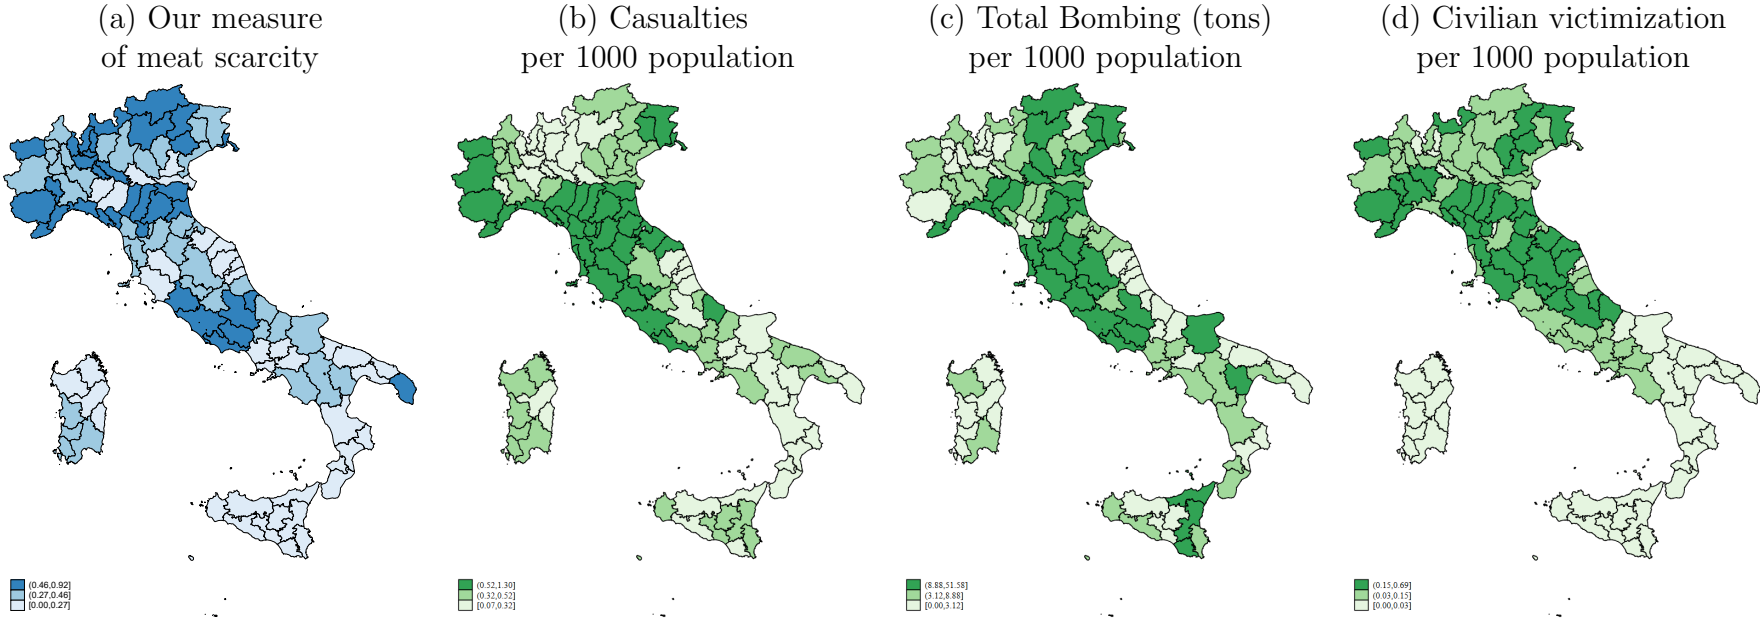 (a) Our measure
of meat scarcity
(b) Casualties
per 1000 population
(c) Total Bombing (tons)
per 1000 population
(d) Civilian victimization
per 1000 population
(0.46,0.92]
(0.27,0.46]
[0.00,0.27]
(0.52,1.30]
(0.32,0.52]
[0.07,0.32]
(8.88,51.58]
(3.12,8.88]
[0.00,3.12]
(0.15,0.69]
(0.03,0.15]
[0.00,0.03]